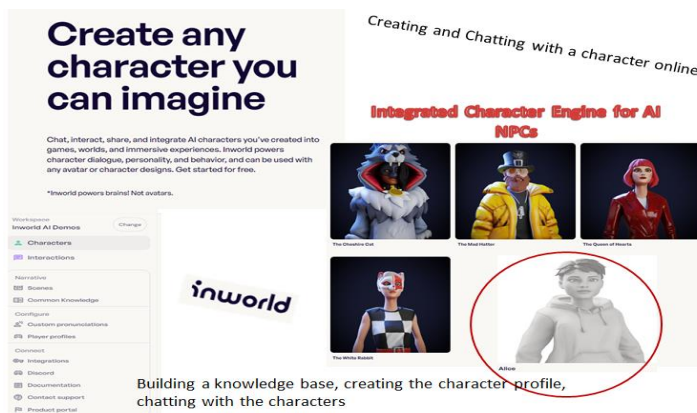 Create any
character you
can imagine
Chat, interact, share, and integrate AI characters you've created into
games, worlds, and immersive experiences. Inworld powers
character dialogue, personality, and behavior, and can be used with
any avatar or character designs. Get started for free.
*Inworld powers brains! Not avatars.
Creating and Chatting with a character online
Integrated Character Engine for AI
NPCs
The Cheshire Cat
The Mad Hatter
The Queen of Hearts
The White Rabbit
Alice
Workspace
Inworld AI Demos
Change
Characters
Interactions
Narrative
Scenes
Common Knowledge
Configure
Custom pronunciations
Player profiles
Connect
Integrations
Discord
Documentation
Contact support
Product portal
inworld
Building a knowledge base, creating the character profile,
chatting with the characters